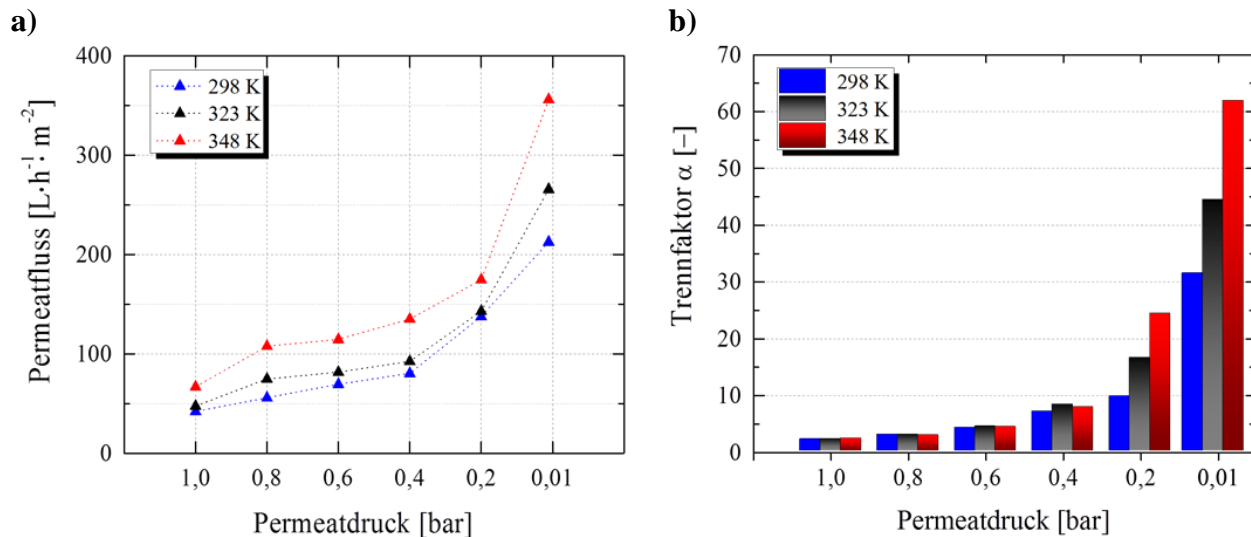 a)
Permeatfluss [L·h⁻¹· m⁻²]
400
300
200
100
0
298 K
323 K
348 K
1,0 0,8 0,6 0,4 0,2 0,01
Permeatdruck [bar]
b)
Trennfaktor α [−]
70
60
50
40
30
20
10
0
298 K
323 K
348 K
1,0 0,8 0,6 0,4 0,2 0,01
Permeatdruck [bar]